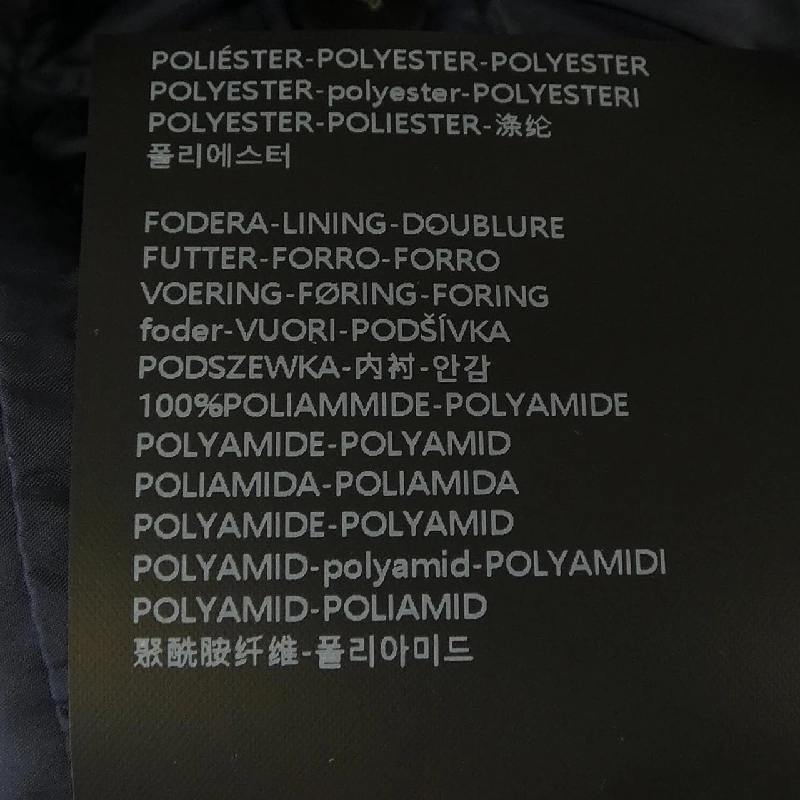 POLIÉSTER-POLYESTER-POLYESTER
POLYESTER-polyester-POLYESTERI
POLYESTER-POLIESTER-涤纶
폴리에스터
FODERA-LINING-DOUBLURE
FUTTER-FORRO-FORRO
VOERING-FØRING-FORING
foder-VUORI-PODŠÍVKA
PODSZEWKA-内衬-안감
100%POLIAMMIDE-POLYAMIDE
POLYAMIDE-POLYAMID
POLIAMIDA-POLIAMIDA
POLYAMIDE-POLYAMID
POLYAMID-polyamid-POLYAMIDI
POLYAMID-POLIAMID
聚酰胺纤维-폴리아미드